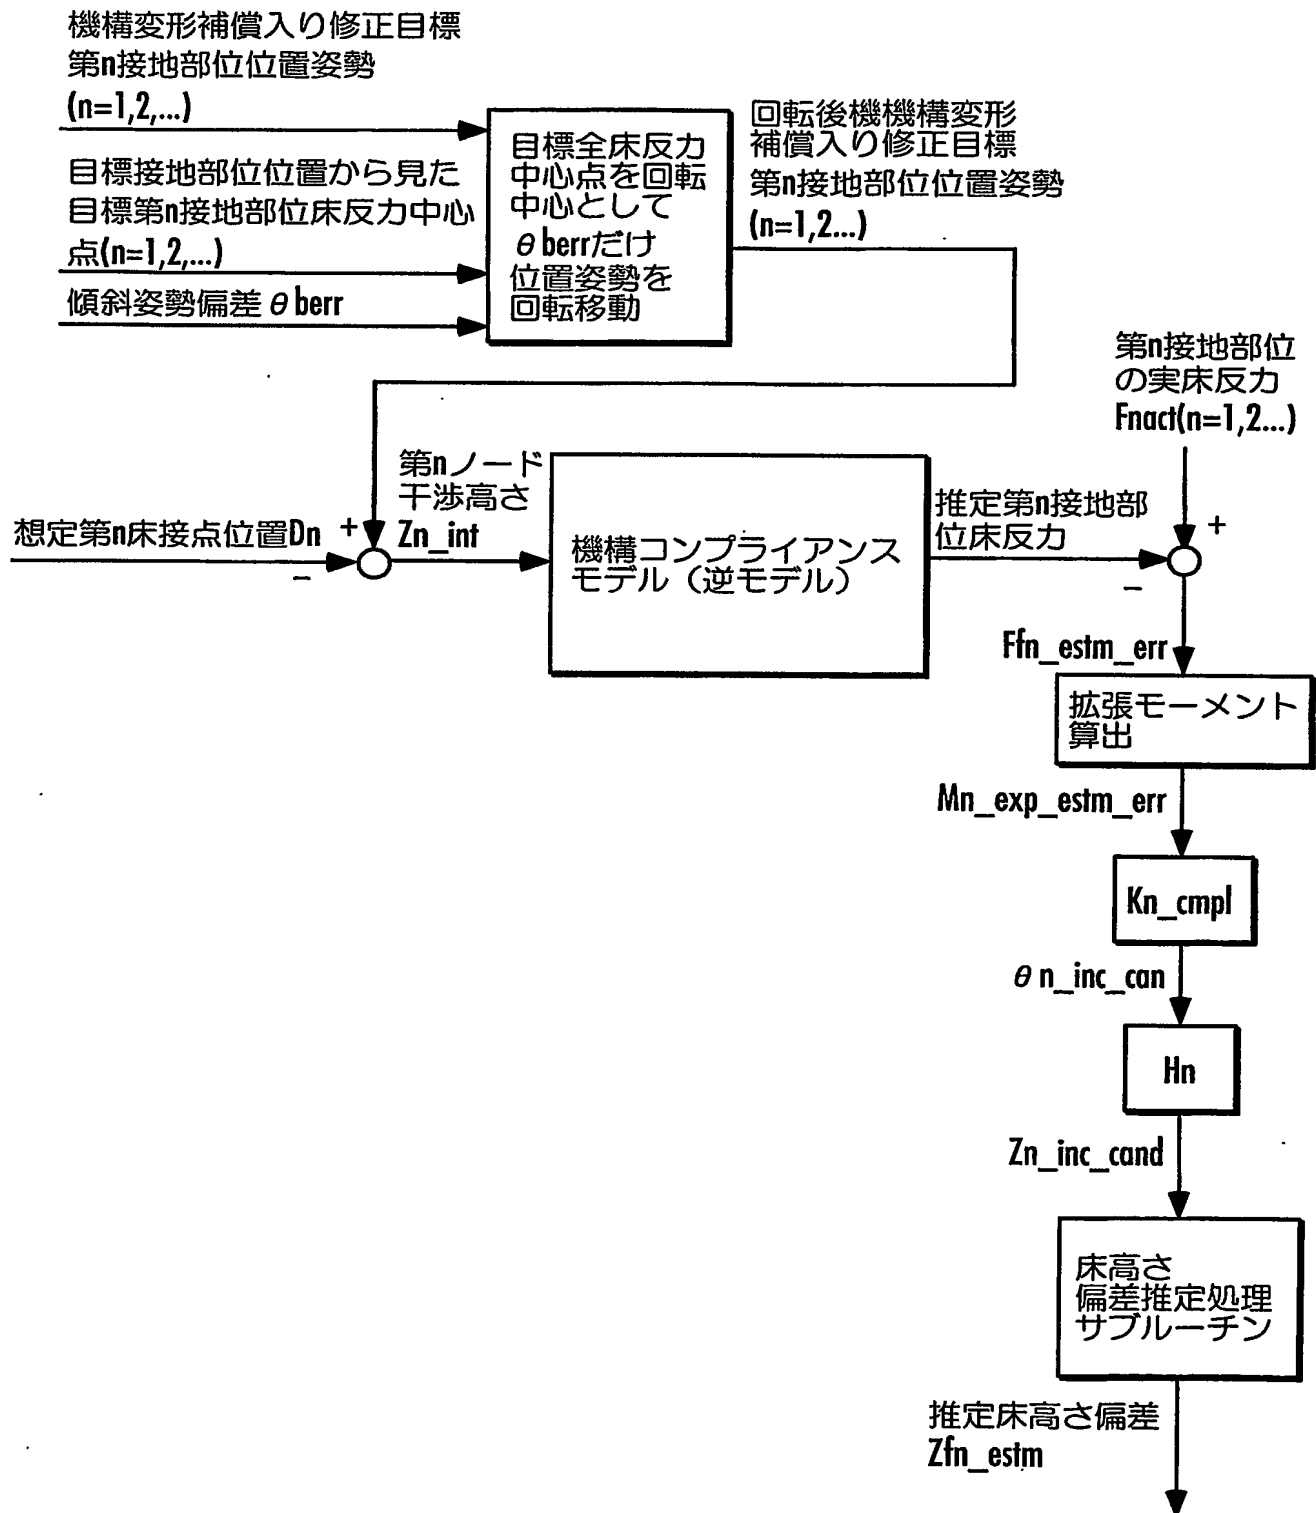 機構変形補償入り修正目標
第n接地部位位置姿勢
(n=1,2,...)
目標接地部位位置から見た
目標第n接地部位床反力中心
点(n=1,2,...)
傾斜姿勢偏差θberr
目標全床反力
中心点を回転
中心として
θberrだけ
位置姿勢を
回転移動
回転後機機構変形
補償入り修正目標
第n接地部位位置姿勢
(n=1,2...)
第n接地部位
の実床反力
Fnact(n=1,2...)
想定第n床接点位置Dn
+
−
第nノード
干渉高さ
Zn_int
機構コンプライアンス
モデル（逆モデル）
推定第n接地部
位床反力
+
−
Ffn_estm_err
拡張モーメント
算出
Mn_exp_estm_err
Kn_cmpl
θn_inc_can
Hn
Zn_inc_cand
床高さ
偏差推定処理
サブルーチン
推定床高さ偏差
Zfn_estm